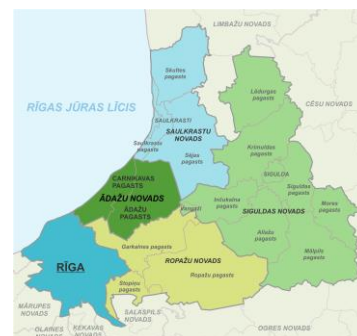 LIMBAŽU NOVADS
Skultes
pagasts
Lēdurgas
pagasts
RĪGAS JŪRAS LĪCIS
CĒSU NOVADS
SAULKRASTI
SAULKRASTU
NOVADS
Saulkrastu
pagasts
Krimuldas
pagasts
Sējas
pagasts
SIGULDA
CARNIKAVAS
PAGASTS
Siguldas
pagasts
ĀDAŽU NOVADS
Inčukalna
pagasts
Mores
pagasts
ĀDAŽU
PAGASTS
Vangaži
SIGULDAS NOVADS
Allažu
pagasts
Garkalnes pagasts
Mālpils
pagasts
ROPAŽU NOVADS
RĪGA
Ropažu pagasts
Stopiņu
pagasts
MĀRUPES
NOVADS
SALASPILS
NOVADS
OLAINES
NOVADS
ĶEKAVAS
NOVADS
OGRES NOVADS